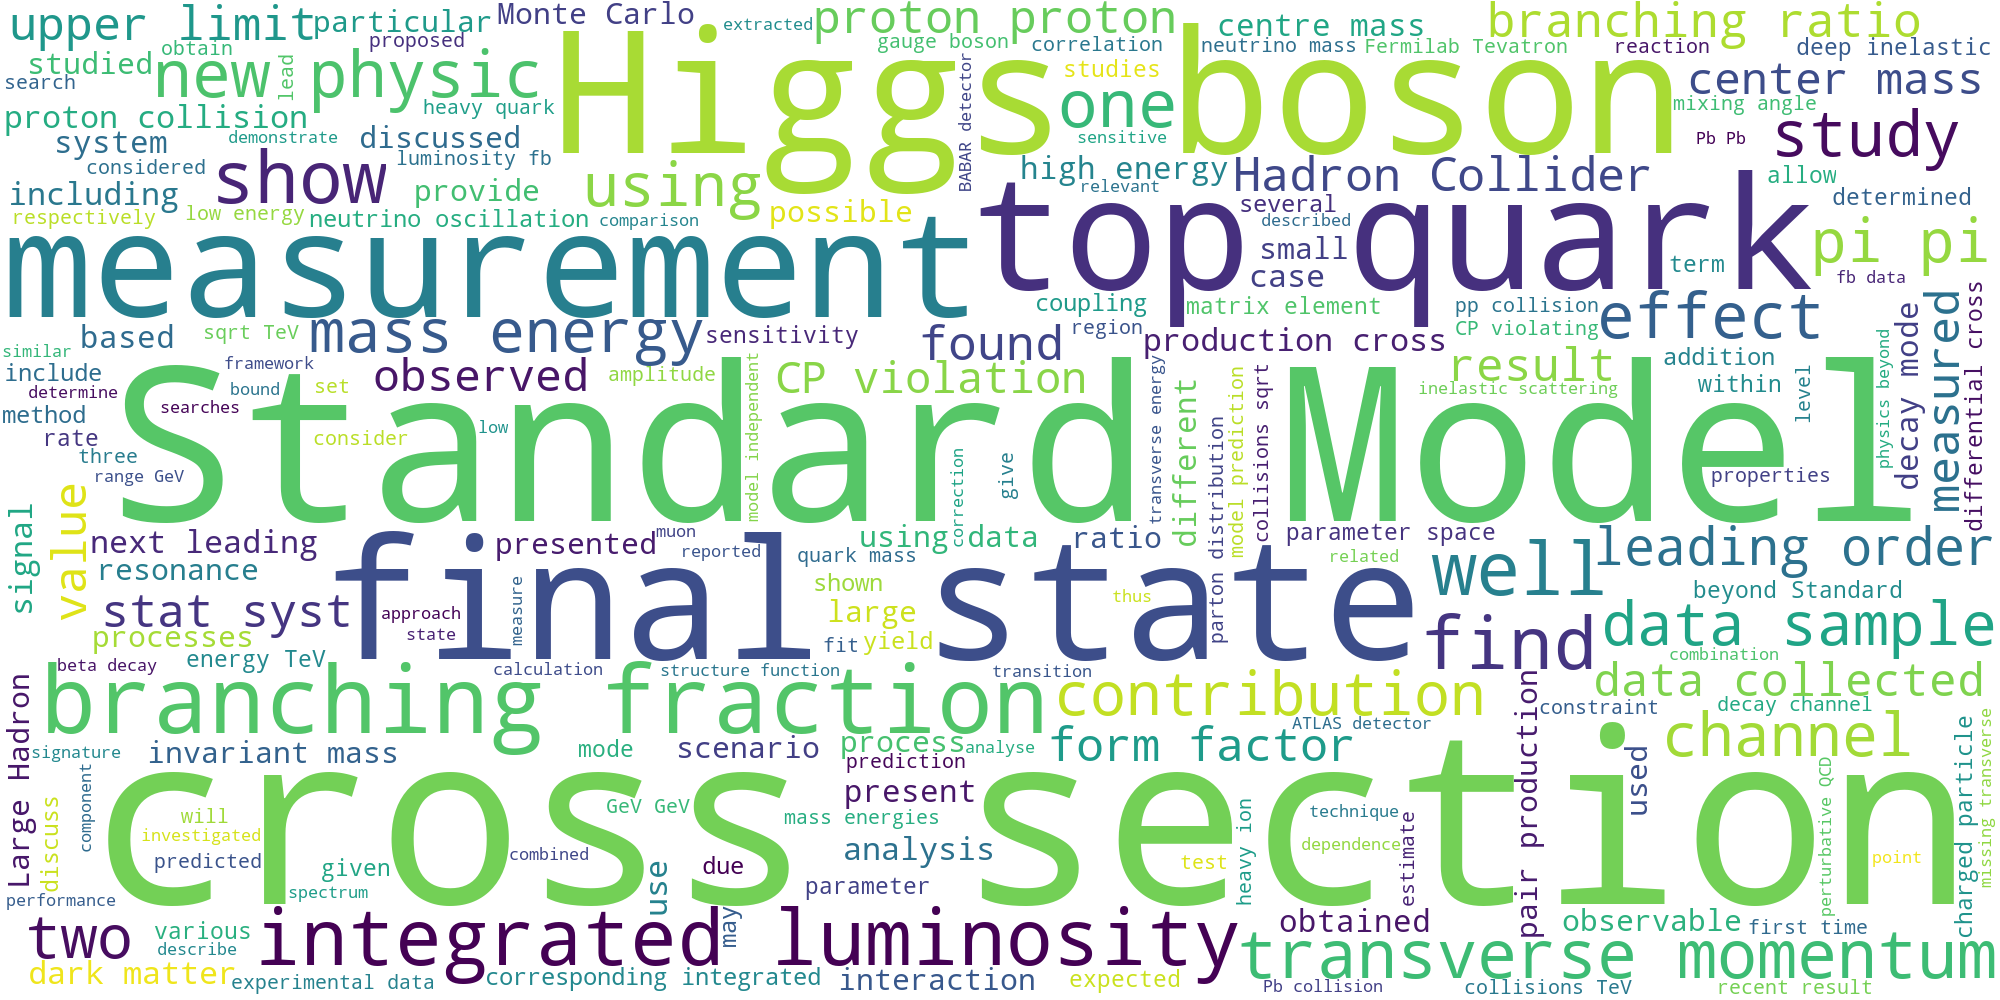 upper limit
particular
Monte Carlo
extracted
proton proton
centre mass
branching ratio
obtain
proposed
gauge boson
correlation
neutrino mass
Fermilab Tevatron
reaction
deep inelastic
studied
new physic
lead
Higgs boson
studies
search
heavy quark
one
center mass
mixing angle
proton collision
demonstrate
BABAR detector
sensitive
Pb Pb
study
system
discussed
considered
luminosity fb
show
using
high energy
relevant
Hadron Collider
allow
including
provide
possible
top quark
several
determined
respectively
low energy
neutrino oscillation
comparison
described
measurement
small
pi pi
case
term
fb data
coupling
matrix element
pp collision
effect
measured
based
sqrt TeV
mass energy
sensitivity
found
region
production cross
CP violating
decay mode
differential cross
similar
framework
result
addition
physics beyond
include
bound
set
observed
amplitude
model independent
CP violation
transverse energy
different
model prediction
collisions sqrt
inelastic scattering
within
level
determine
searches
method
Standard Model
rate
consider
low
three
parton distribution
range GeV
correction
give
properties
signal
value
next leading
muon
presented
reported
using data
ratio
parameter space
leading order
quark mass
related
well
resonance
final state
shown
beyond Standard
stat syst
approach
measure
thus
large
find
data sample
processes
state
fit
yield
energy TeV
combination
beta decay
calculation
structure function
transition
Large Hadron
branching fraction
contribution
pair production
data collected
constraint
decay channel
missing transverse
signature
invariant mass
mode
scenario
process
analyse
form factor
ATLAS detector
channel
charged particle
component
prediction
used
perturbative QCD
cross section
discuss
will
GeV GeV
present
mass energies
technique
investigated
heavy ion
estimate
predicted
given
combined
due
analysis
test
dependence
point
performance
spectrum
use
parameter
two
various
integrated luminosity
may
obtained
observable
first time
describe
transverse momentum
dark matter
experimental data
corresponding integrated
interaction
expected
Pb collision
collisions TeV
recent result